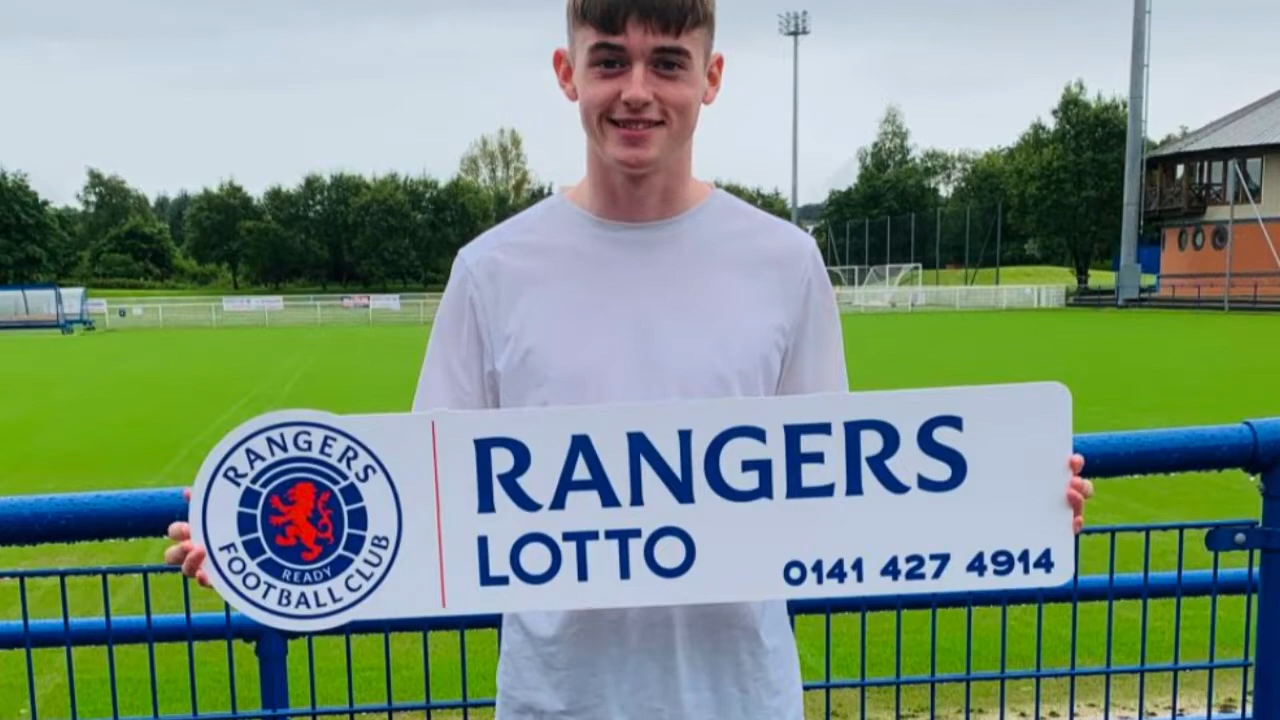 RANGERS
READY
FOOTBALL CLUB
RANGERS
LOTTO
0141 427 4914